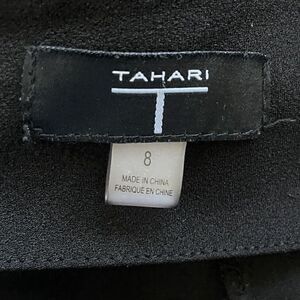 TAHARI
T
8
MADE IN CHINA
FABRIQUÉ EN CHINE